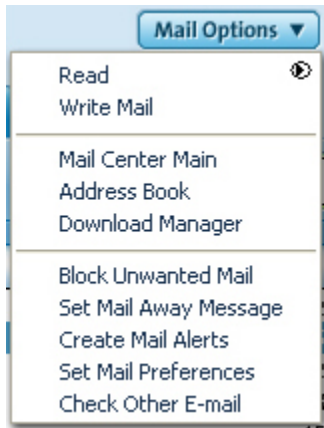 Mail Options ▼
Read
Write Mail
Mail Center Main
Address Book
Download Manager
Block Unwanted Mail
Set Mail Away Message
Create Mail Alerts
Set Mail Preferences
Check Other E-mail